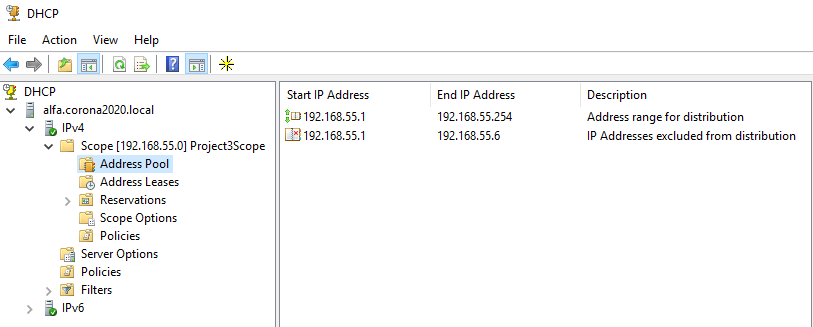 DHCP
File Action View Help
DHCP
alfa.corona2020.local
IPv4
Scope [192.168.55.0] Project3Scope
Address Pool
Address Leases
Reservations
Scope Options
Policies
Server Options
Policies
Filters
IPv6
Start IP Address End IP Address Description
192.168.55.1 192.168.55.254 Address range for distribution
192.168.55.1 192.168.55.6 IP Addresses excluded from distribution